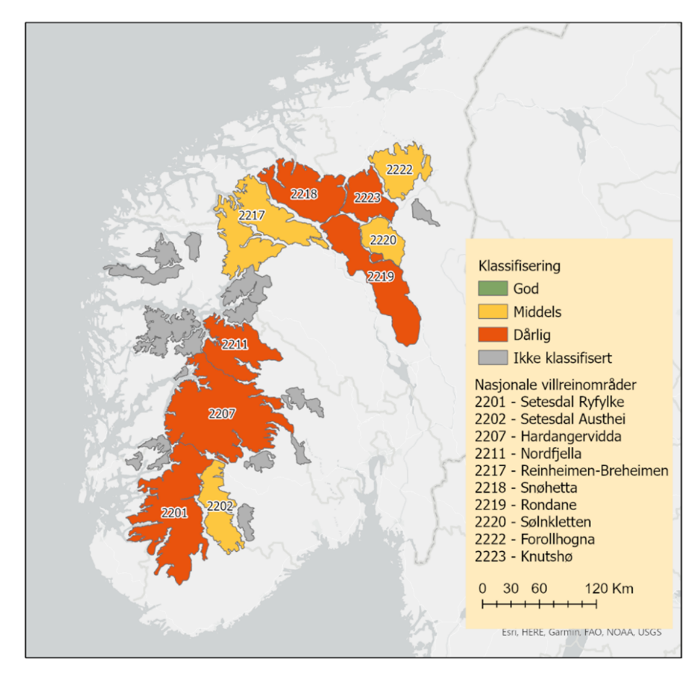 2222
2218
2223
2217
2220
2219
2211
2207
2202
2201
Klassifisering
God
Middels
Dårlig
Ikke klassifisert
Nasjonale villreinområder
2201 - Setesdal Ryfylke
2202 - Setesdal Austhei
2207 - Hardangervidda
2211 - Nordfjella
2217 - Reinheimen-Breheimen
2218 - Snøhetta
2219 - Rondane
2220 - Sølnkletten
2222 - Forollhogna
2223 - Knutshø
0 30 60 120 Km
Esri, HERE, Garmin, FAO, NOAA, USGS